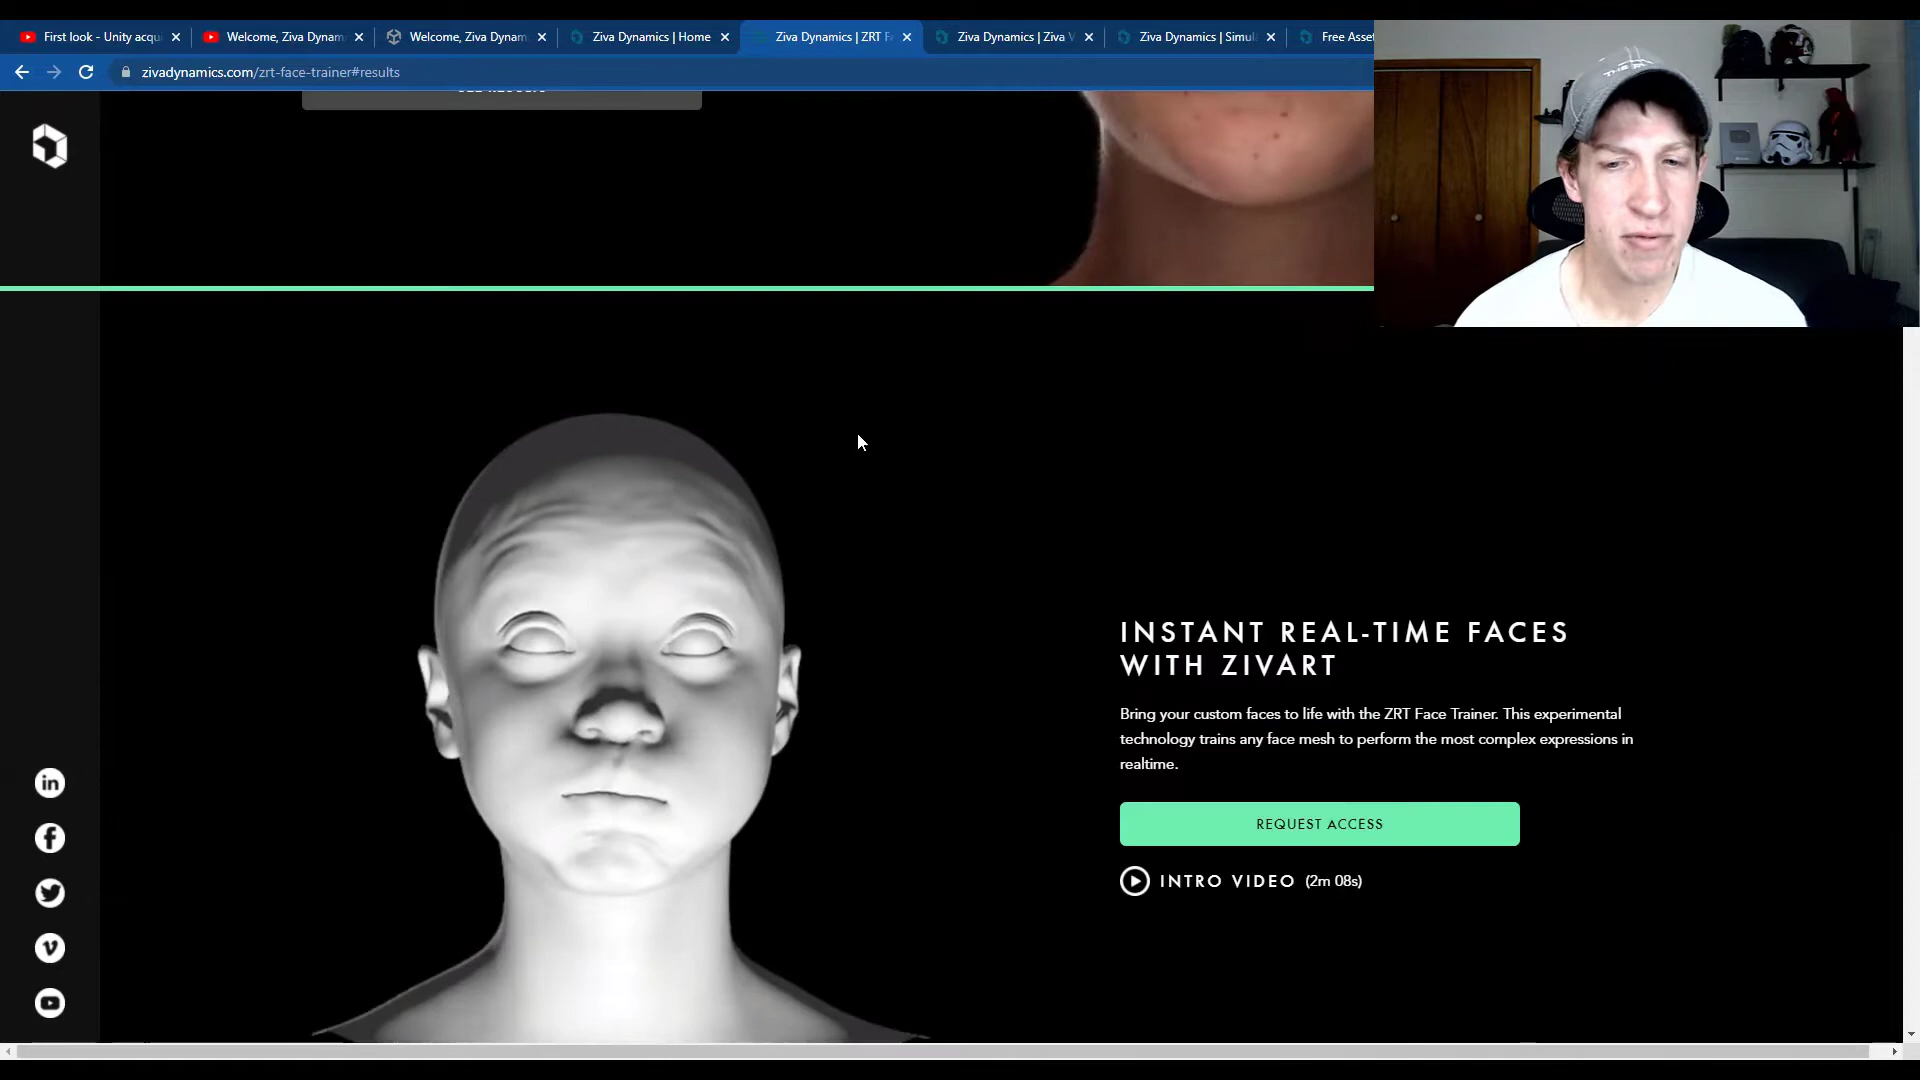 First look - Unity acqui
Welcome, Ziva Dynam
Welcome, Ziva Dynam
Ziva Dynamics | Home
Ziva Dynamics | ZRT F
Ziva Dynamics | Ziva V
Ziva Dynamics | Simul
Free Asset
zivadynamics.com/zrt-face-trainer#results
SEE RESULTS
INSTANT REAL-TIME FACES
WITH ZIVART
Bring your custom faces to life with the ZRT Face Trainer. This experimental
technology trains any face mesh to perform the most complex expressions in
realtime.
REQUEST ACCESS
INTRO VIDEO (2m 08s)